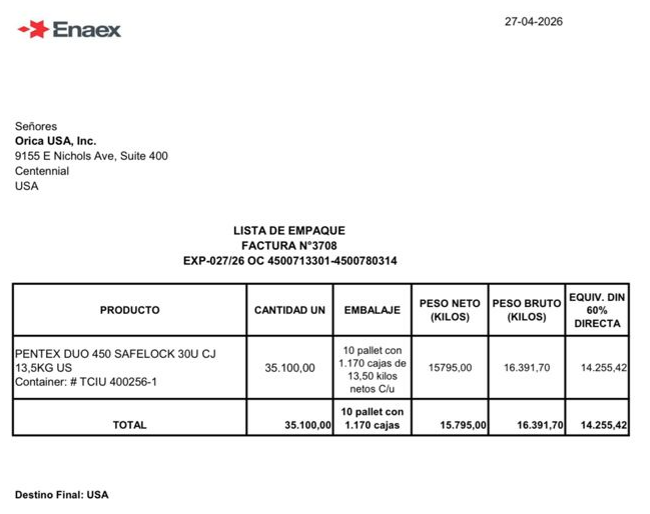 Enaex
27-04-2026
Señores
Orica USA, Inc.
9155 E Nichols Ave, Suite 400
Centennial
USA
LISTA DE EMPAQUE
FACTURA N°3708
EXP-027/26 OC 4500713301-4500780314
PRODUCTO CANTIDAD UN EMBALAJE PESO NETO (KILOS) PESO BRUTO (KILOS) EQUIV. DIN 60% DIRECTA
PENTEX DUO 450 SAFELOCK 30U CJ
13,5KG US
Container: # TCIU 400256-1
35.100,00
10 pallet con
1.170 cajas de
13,50 kilos
netos C/u
15795,00
16.391,70
14.255,42
TOTAL
35.100,00
10 pallet con
1.170 cajas
15.795,00
16.391,70
14.255,42
Destino Final: USA